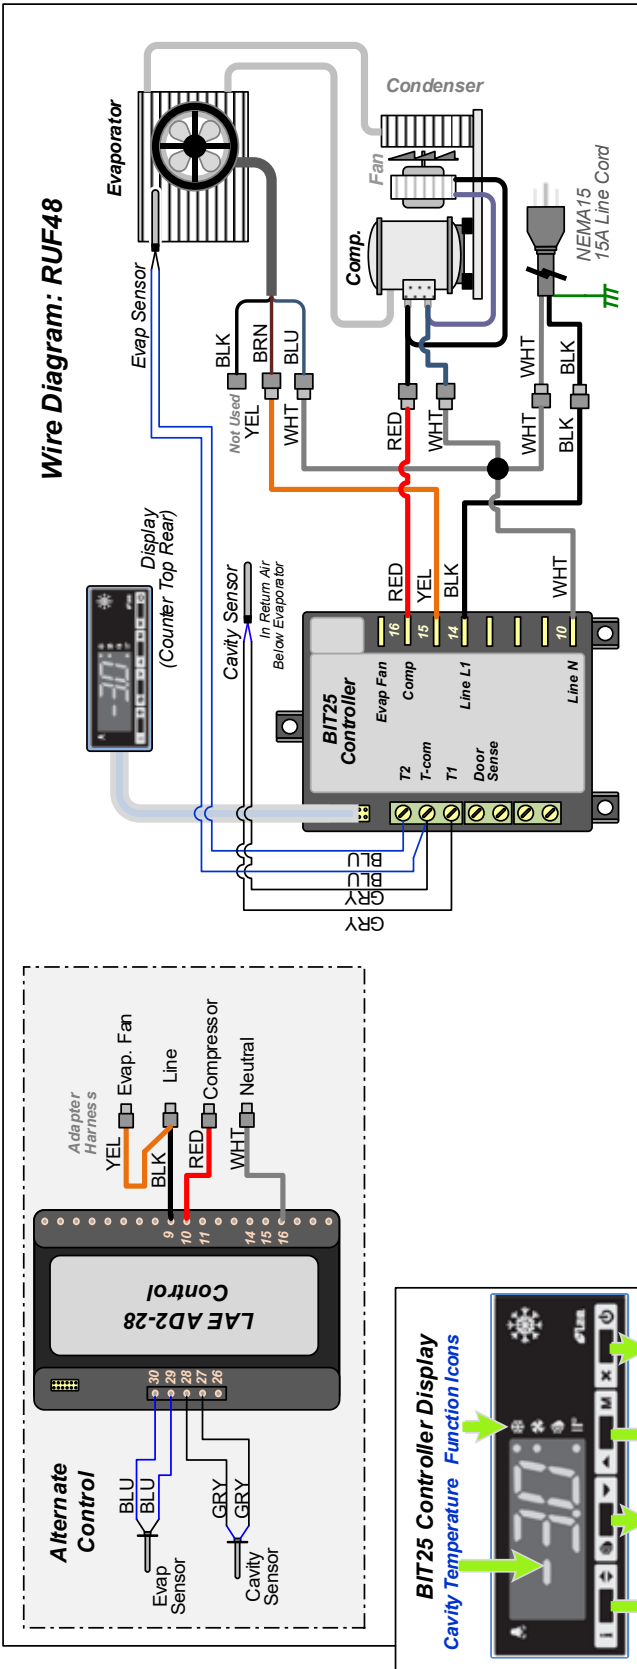 Wire Diagram: RUF48
Evaporator
Condenser
Fan
Comp.
NEMA15
15A Line Cord
Evap Sensor
BLK
BRN
BLU
Not Used
YEL
WHT
RED
WHT
WHT
BLK
WHT
BLK
Display
(Counter Top Rear)
-3.0
Cavity Sensor
In Return Air
Below Evaporator
RED
YEL
BLK
WHT
BIT25
Controller
16
15
14
10
Evap Fan
Comp
Line L1
Line N
T2
T-com
T1
Door
Sense
BLU
BLU
GRY
GRY
Alternate
Control
Adapter
Harness
YEL
BLK
RED
WHT
Evap. Fan
Line
Compressor
Neutral
LAE AD2-28
Control
9
10
11
14
15
16
30
29
28
27
26
BLU
BLU
GRY
GRY
Evap
Sensor
Cavity
Sensor
BIT25 Controller Display
Cavity Temperature
Function Icons
-3.0
i
M
X